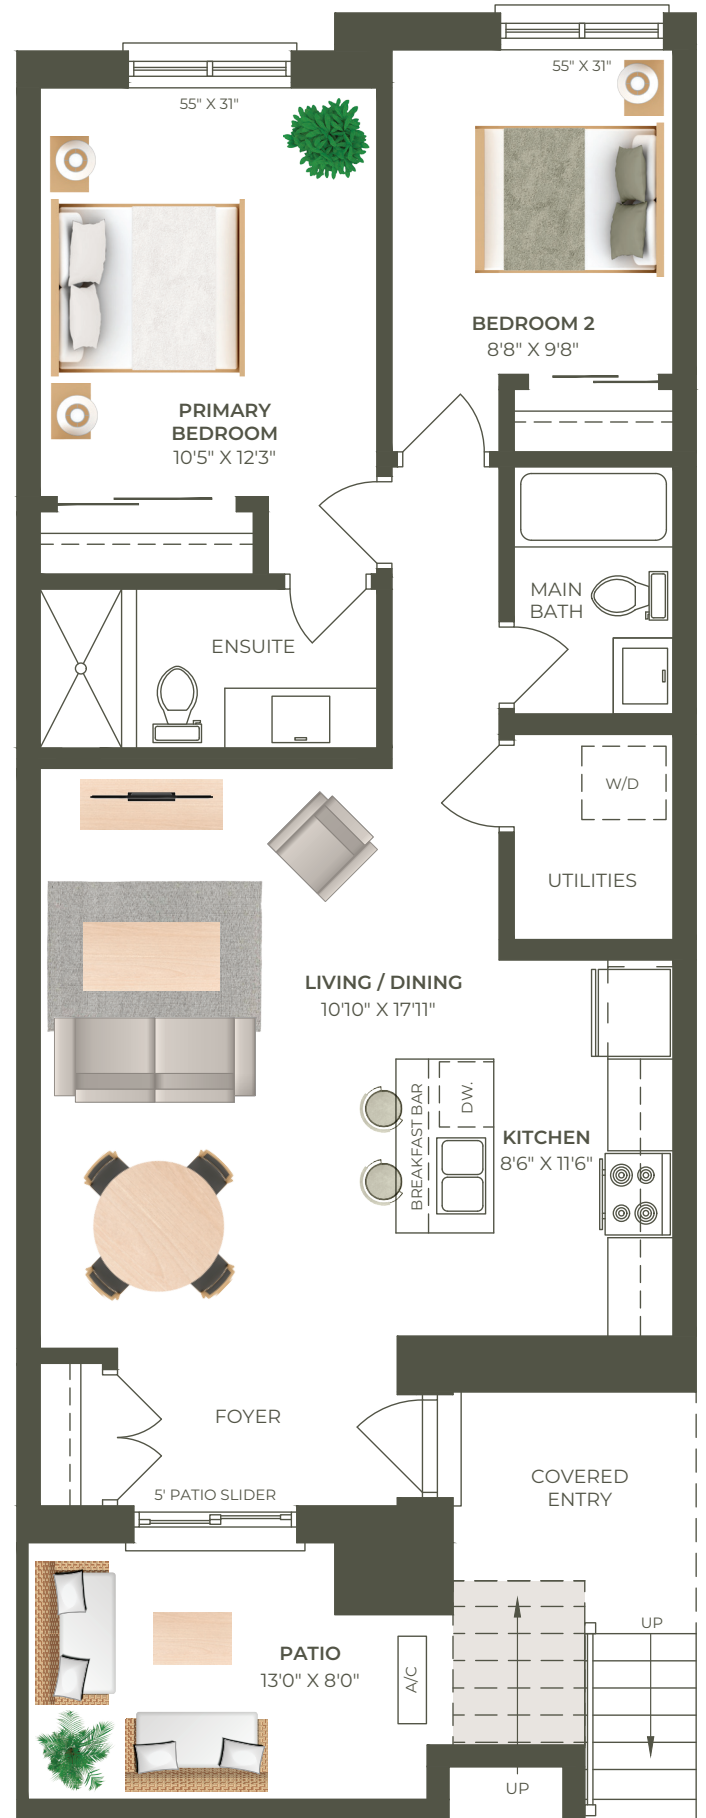 55" X 31"
55" X 31"
BEDROOM 2
8'8" X 9'8"
PRIMARY
BEDROOM
10'5" X 12'3"
MAIN
BATH
ENSUITE
W/D
UTILITIES
LIVING / DINING
10'10" X 17'11"
BREAKFAST BAR
DW.
KITCHEN
8'6" X 11'6"
FOYER
5' PATIO SLIDER
COVERED
ENTRY
UP
PATIO
13'0" X 8'0"
A/C
UP